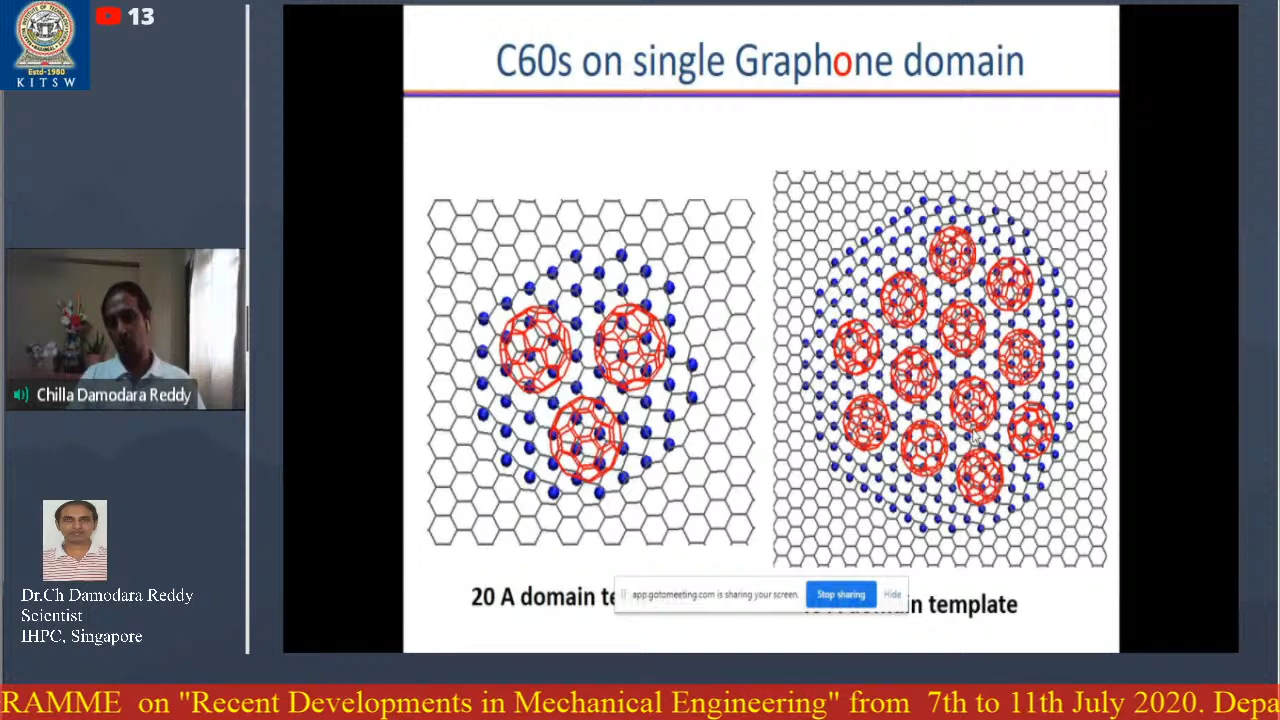 13
Estd-1980
K I T S W
C60s on single Graphone domain
Chilla Damodara Reddy
Dr.Ch Damodara Reddy
Scientist
IHPC, Singapore
20 A domain
app.gotomeeting.com is sharing your screen.
Stop sharing
Hide
template
RAMME on "Recent Developments in Mechanical Engineering" from 7th to 11th July 2020. Depa